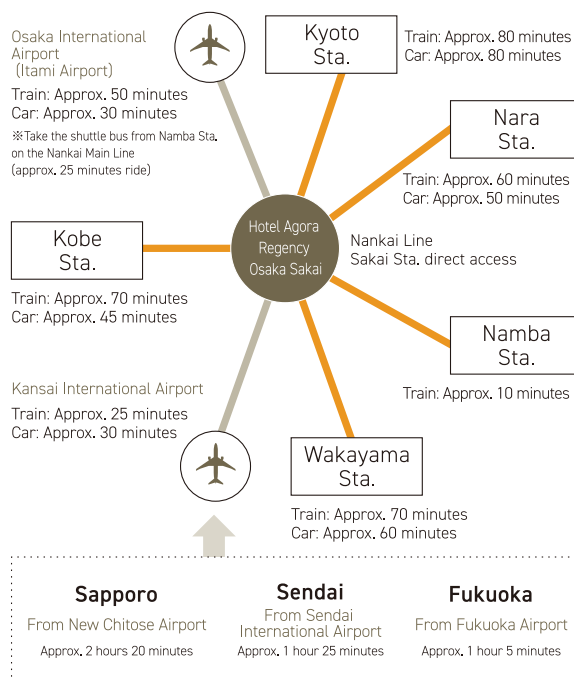 Osaka International
Airport
(Itami Airport)
Train: Approx. 50 minutes
Car: Approx. 30 minutes
※Take the shuttle bus from Namba Sta.
on the Nankai Main Line
(approx. 25 minutes ride)
Kyoto
Sta.
Train: Approx. 80 minutes
Car: Approx. 80 minutes
Nara
Sta.
Train: Approx. 60 minutes
Car: Approx. 50 minutes
Hotel Agora
Regency
Osaka Sakai
Nankai Line
Sakai Sta. direct access
Kobe
Sta.
Train: Approx. 70 minutes
Car: Approx. 45 minutes
Namba
Sta.
Train: Approx. 10 minutes
Kansai International Airport
Train: Approx. 25 minutes
Car: Approx. 30 minutes
Wakayama
Sta.
Train: Approx. 70 minutes
Car: Approx. 60 minutes
Sapporo
From New Chitose Airport
Approx. 2 hours 20 minutes
Sendai
From Sendai
International Airport
Approx. 1 hour 25 minutes
Fukuoka
From Fukuoka Airport
Approx. 1 hour 5 minutes